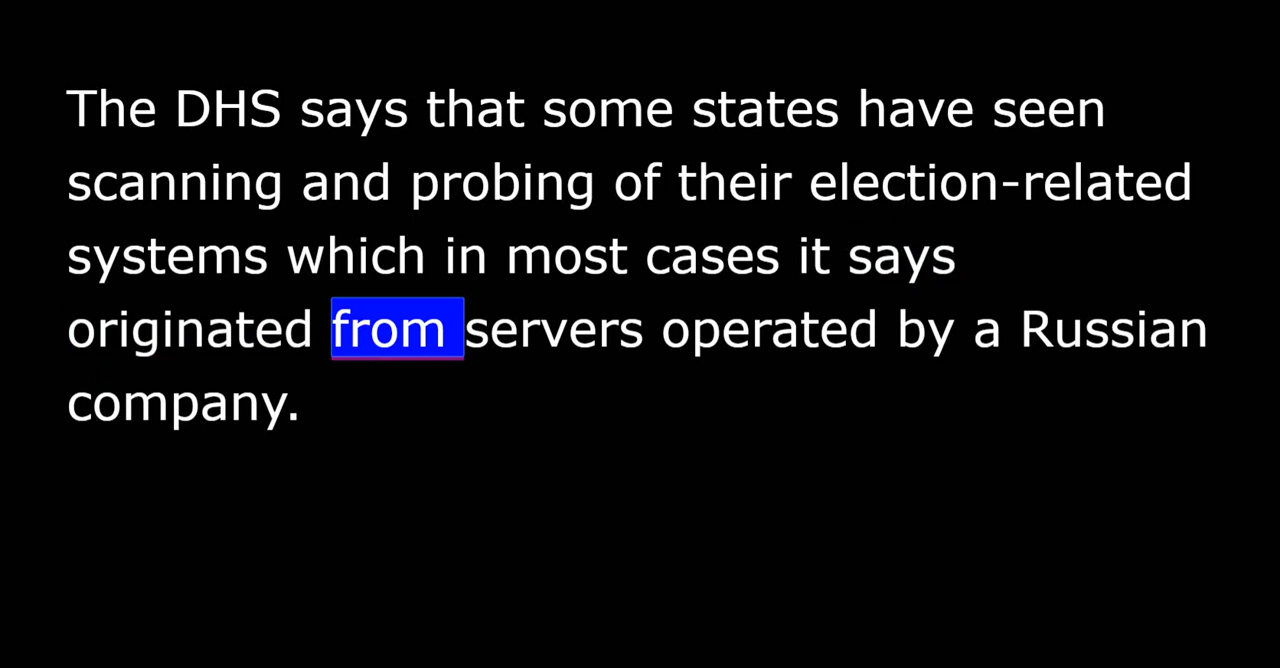 The DHS says that some states have seen
scanning and probing of their election-related
systems which in most cases it says
originated from servers operated by a Russian
company.